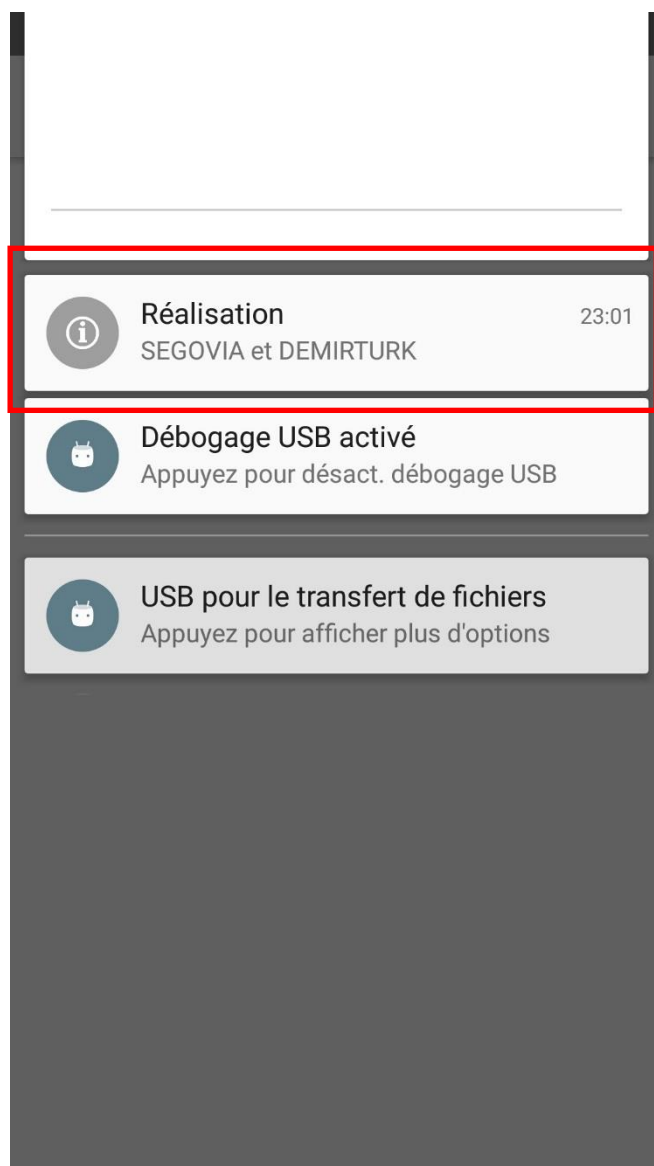 Réalisation
23:01
SEGOVIA et DEMIRTURK
Débogage USB activé
Appuyez pour désact. débogage USB
USB pour le transfert de fichiers
Appuyez pour afficher plus d'options